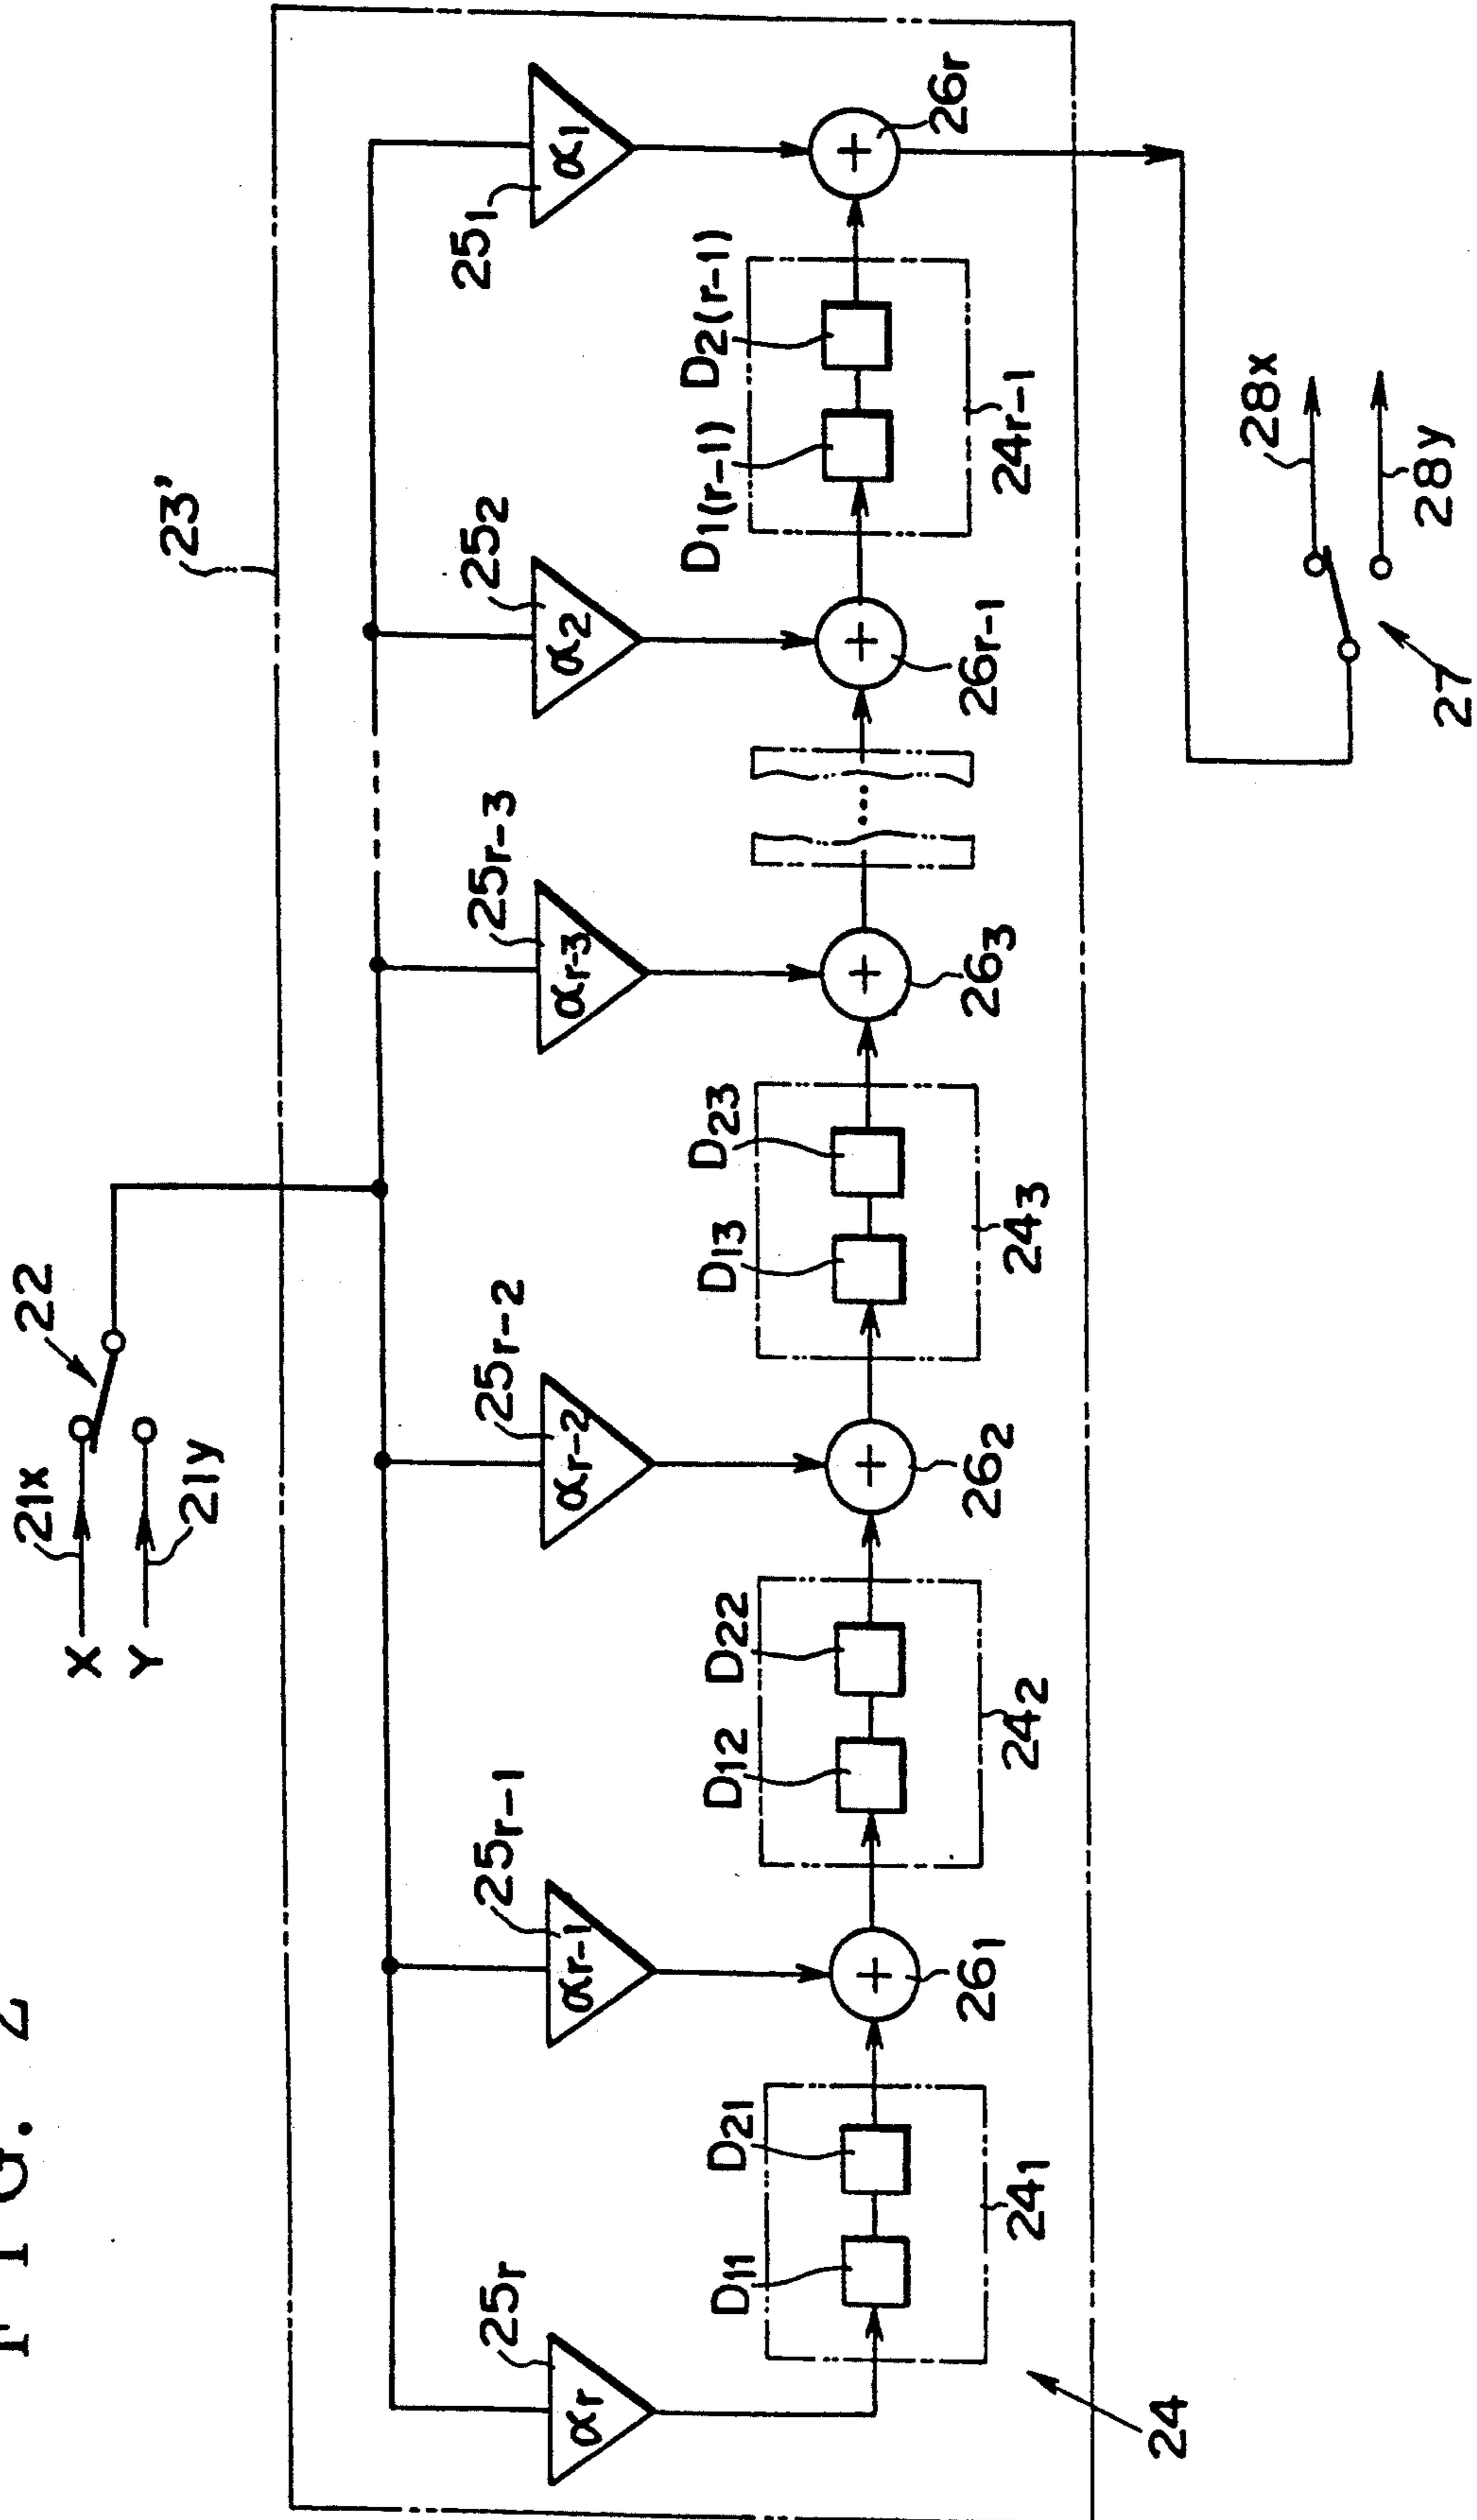 FIG. 2
X
Y
21x
21y
22
23'
25r
25r-1
25r-2
25r-3
252
251
αr
αr-1
αr-2
αr-3
α2
α1
D11
D21
D12
D22
D13
D23
D1(r-1)
D2(r-1)
261
262
263
26r-1
26r
241
242
243
24r-1
24
28x
28y
27